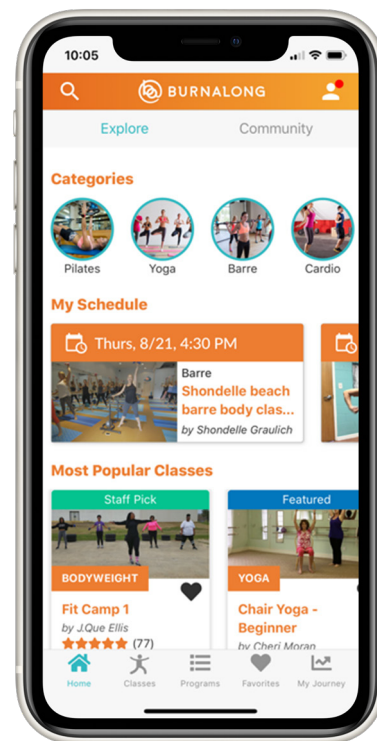 10:05
BURNALONG
Explore
Community
Categories
Pilates
Yoga
Barre
Cardio
My Schedule
Thurs, 8/21, 4:30 PM
Barre
Shondelle beach
barre body clas...
by Shondelle Graulich
Most Popular Classes
Staff Pick
BODYWEIGHT
Fit Camp 1
by J.Que Ellis
(77)
Featured
YOGA
Chair Yoga -
Beginner
by Cheri Moran
Home
Classes
Programs
Favorites
My Journey